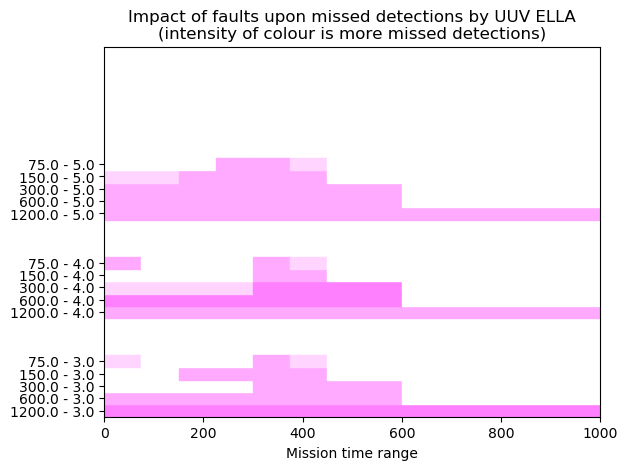 Impact of faults upon missed detections by UUV ELLA
(intensity of colour is more missed detections)
75.0 - 5.0
150.0 - 5.0
300.0 - 5.0
600.0 - 5.0
1200.0 - 5.0
75.0 - 4.0
150.0 - 4.0
300.0 - 4.0
600.0 - 4.0
1200.0 - 4.0
75.0 - 3.0
150.0 - 3.0
300.0 - 3.0
600.0 - 3.0
1200.0 - 3.0
0 200 400 600 800 1000
Mission time range